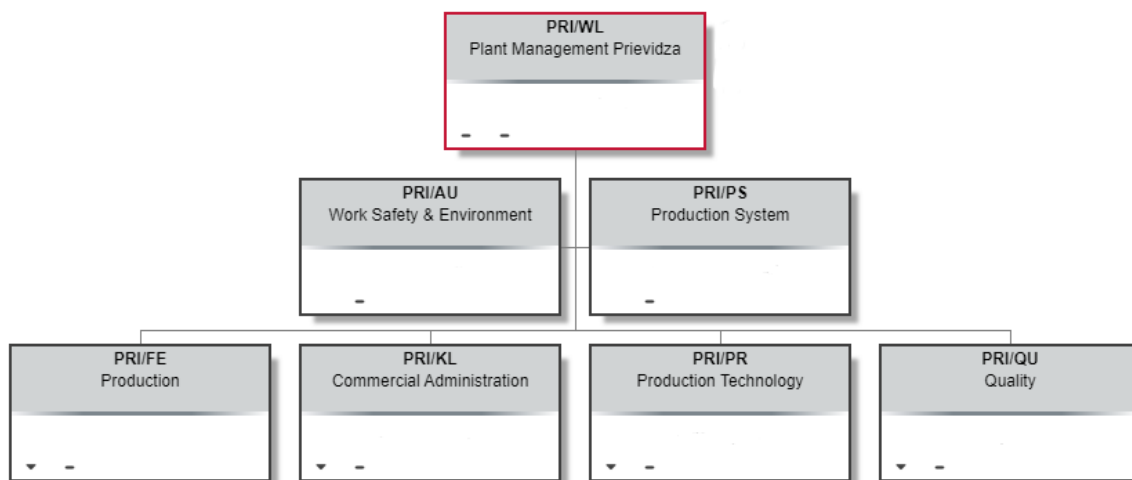 PRI/WL
Plant Management Prievidza
PRI/AU
Work Safety & Environment
PRI/PS
Production System
PRI/FE
Production
PRI/KL
Commercial Administration
PRI/PR
Production Technology
PRI/QU
Quality